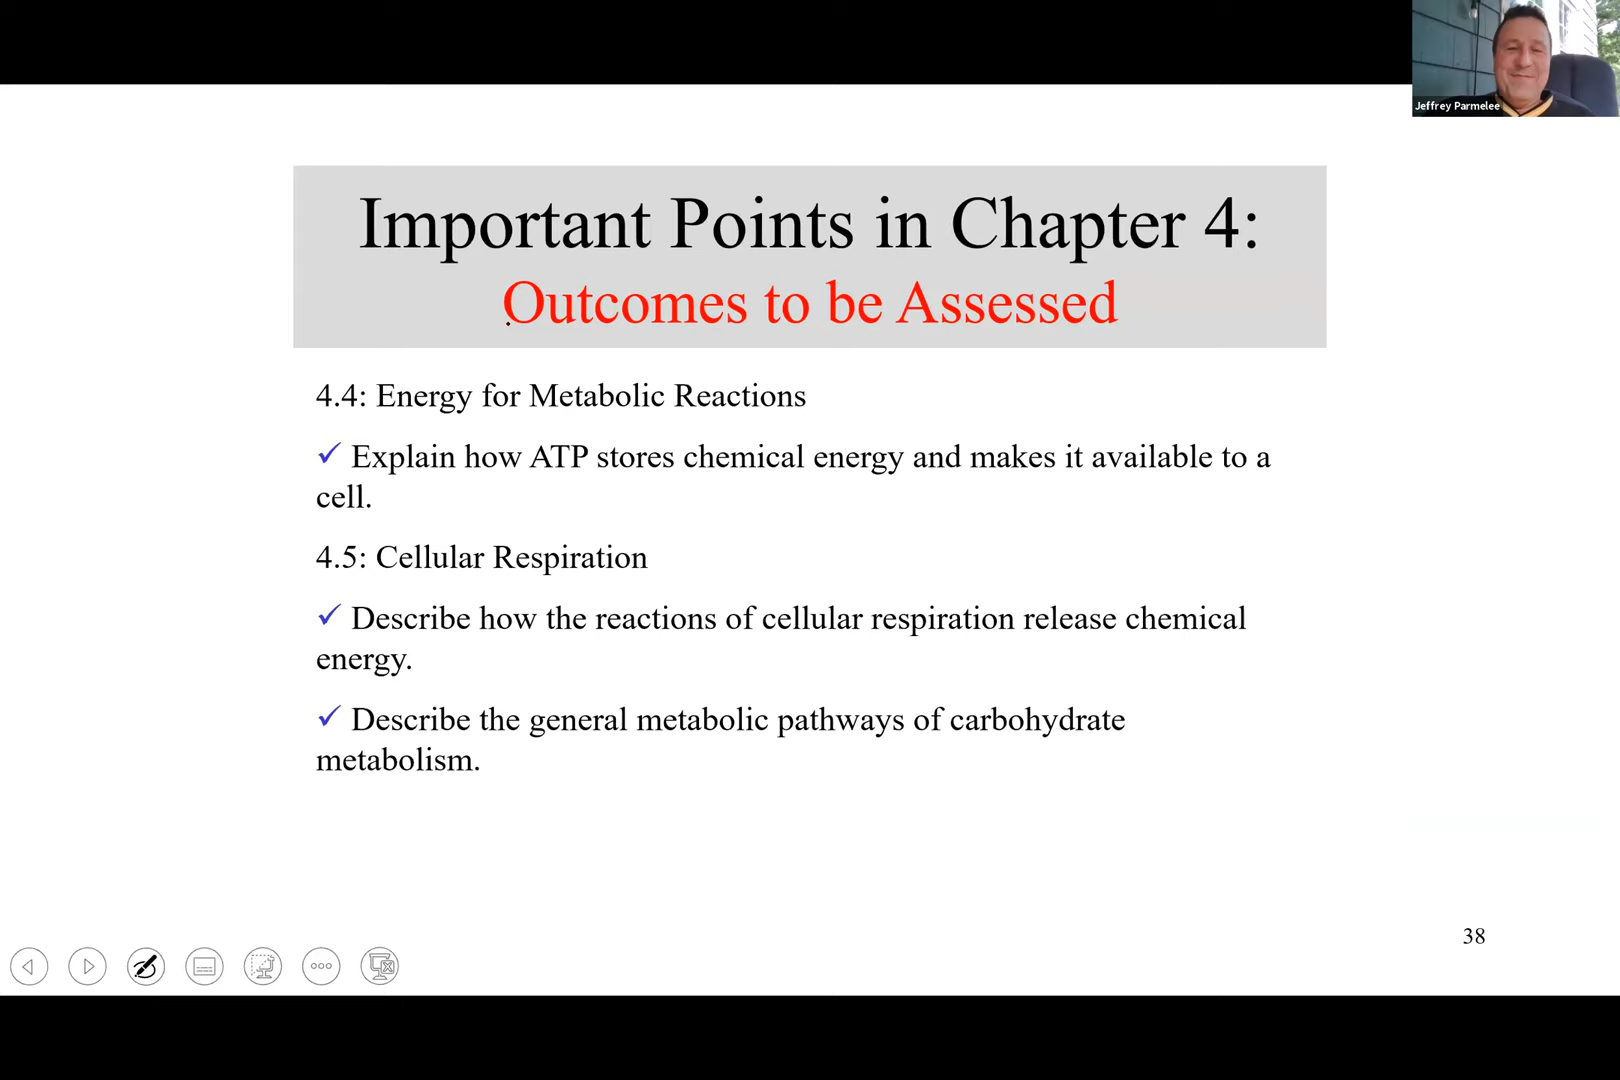 Jeffrey Parmelee
Important Points in Chapter 4:
Outcomes to be Assessed
4.4: Energy for Metabolic Reactions
✓ Explain how ATP stores chemical energy and makes it available to a
cell.
4.5: Cellular Respiration
✓ Describe how the reactions of cellular respiration release chemical
energy.
✓ Describe the general metabolic pathways of carbohydrate
metabolism.
38